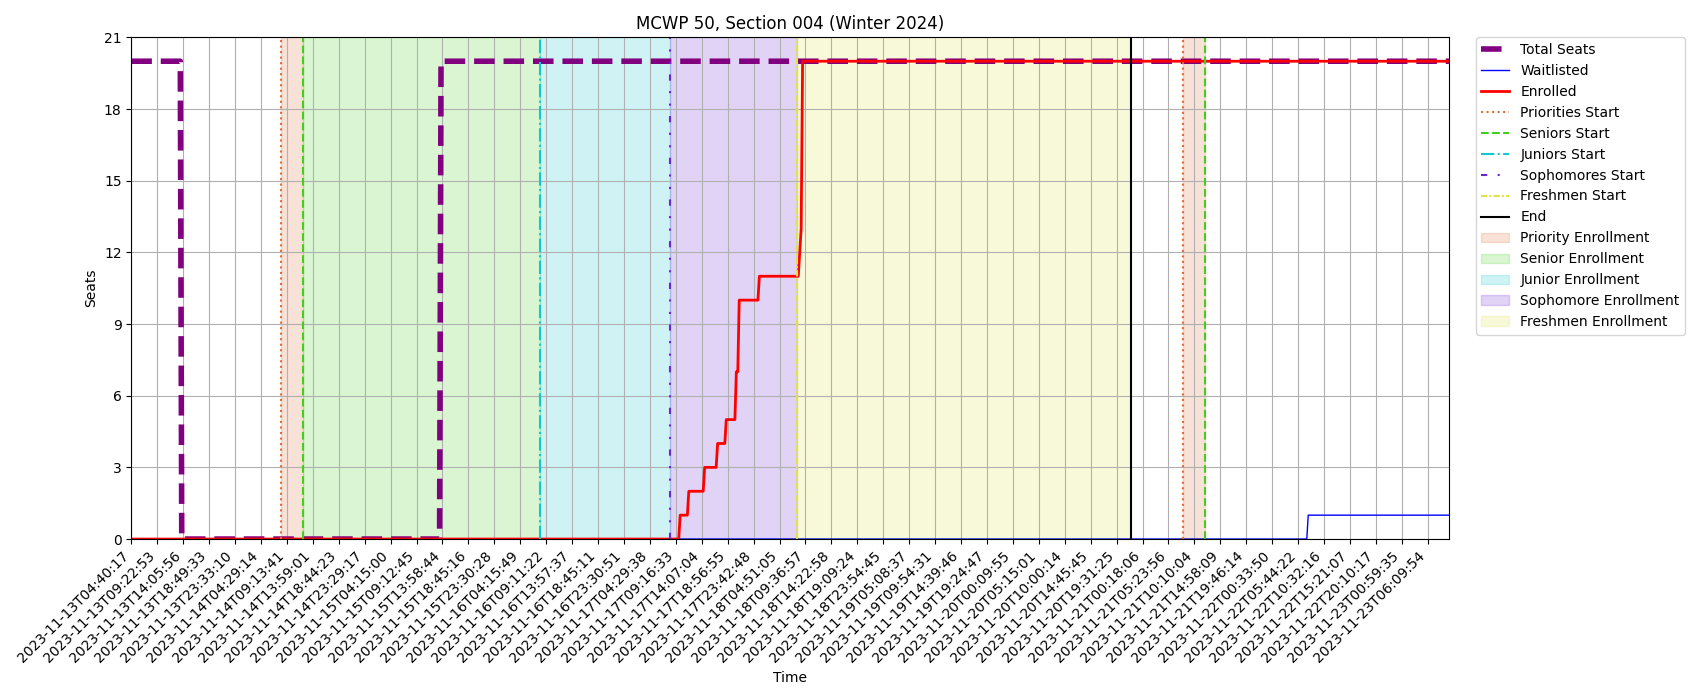 MCWP 50, Section 004 (Winter 2024)
21
18
15
12
9
6
3
0
Seats
2023-11-13T04:40:17
2023-11-13T09:22:53
2023-11-13T14:05:56
2023-11-13T18:49:33
2023-11-13T23:33:10
2023-11-14T04:29:14
2023-11-14T09:13:41
2023-11-14T13:59:01
2023-11-14T18:44:23
2023-11-14T23:29:17
2023-11-15T04:15:00
2023-11-15T09:12:45
2023-11-15T13:58:44
2023-11-15T18:45:16
2023-11-15T23:30:28
2023-11-16T04:15:49
2023-11-16T09:11:22
2023-11-16T13:57:37
2023-11-16T18:45:11
2023-11-16T23:30:51
2023-11-17T04:29:38
2023-11-17T09:16:33
2023-11-17T14:07:04
2023-11-17T18:56:55
2023-11-17T23:42:48
2023-11-18T04:51:05
2023-11-18T09:36:57
2023-11-18T14:22:58
2023-11-18T19:09:24
2023-11-18T23:54:45
2023-11-19T05:08:37
2023-11-19T09:54:31
2023-11-19T14:39:46
2023-11-19T19:24:47
2023-11-20T00:09:55
2023-11-20T05:15:01
2023-11-20T10:00:14
2023-11-20T14:45:45
2023-11-20T19:31:25
2023-11-21T00:18:06
2023-11-21T05:23:56
2023-11-21T10:10:04
2023-11-21T14:58:09
2023-11-21T19:46:14
2023-11-22T00:33:50
2023-11-22T05:44:22
2023-11-22T10:32:16
2023-11-22T15:21:07
2023-11-22T20:10:17
2023-11-23T00:59:35
2023-11-23T06:09:54
Time
Total Seats
Waitlisted
Enrolled
Priorities Start
Seniors Start
Juniors Start
Sophomores Start
Freshmen Start
End
Priority Enrollment
Senior Enrollment
Junior Enrollment
Sophomore Enrollment
Freshmen Enrollment